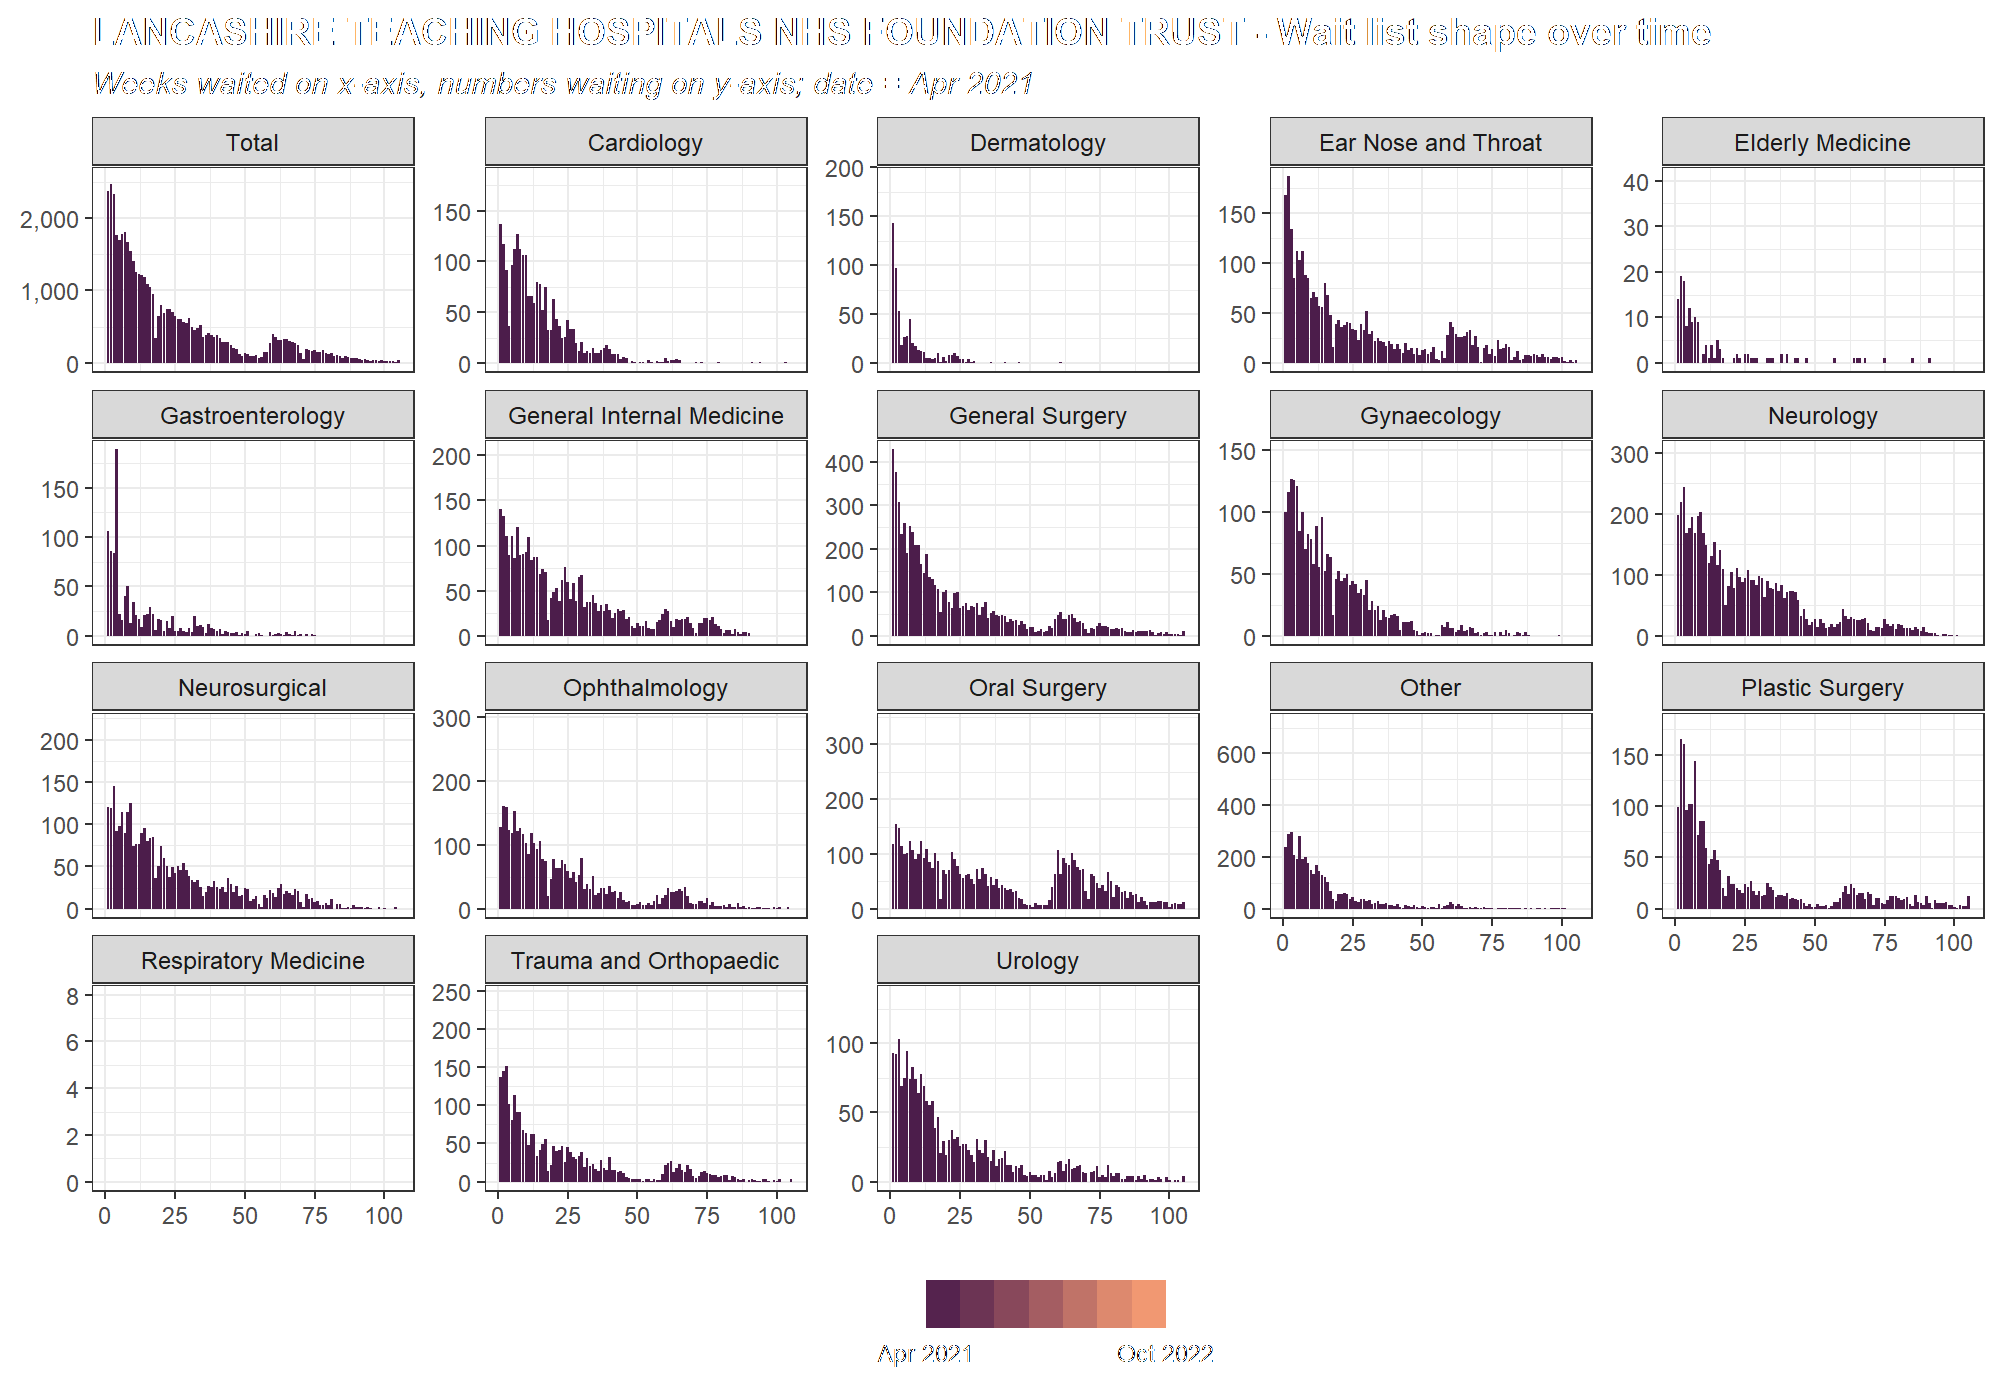 LANCASHIRE TEACHING HOSPITALS NHS FOUNDATION TRUST - Wait list shape over time
Weeks waited on x-axis, numbers waiting on y-axis; date = Apr 2021
Total
Cardiology
Dermatology
Ear Nose and Throat
Elderly Medicine
2,000
1,000
0
150
100
50
0
200
150
100
50
0
150
100
50
0
40
30
20
10
0
Gastroenterology
General Internal Medicine
General Surgery
Gynaecology
Neurology
150
100
50
0
200
150
100
50
0
400
300
200
100
0
150
100
50
0
300
200
100
0
Neurosurgical
Ophthalmology
Oral Surgery
Other
Plastic Surgery
200
150
100
50
0
300
200
100
0
300
200
100
0
600
400
200
0
150
100
50
0
0 25 50 75 100
0 25 50 75 100
Respiratory Medicine
Trauma and Orthopaedic
Urology
8
6
4
2
0
250
200
150
100
50
0
100
50
0
0 25 50 75 100
0 25 50 75 100
0 25 50 75 100
Apr 2021
Oct 2022